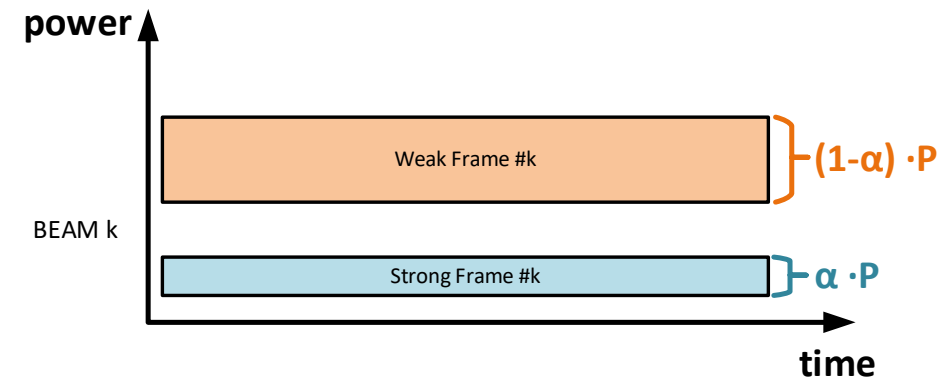 power
Weak Frame #k
(1-α) ·P
BEAM k
Strong Frame #k
α ·P
time